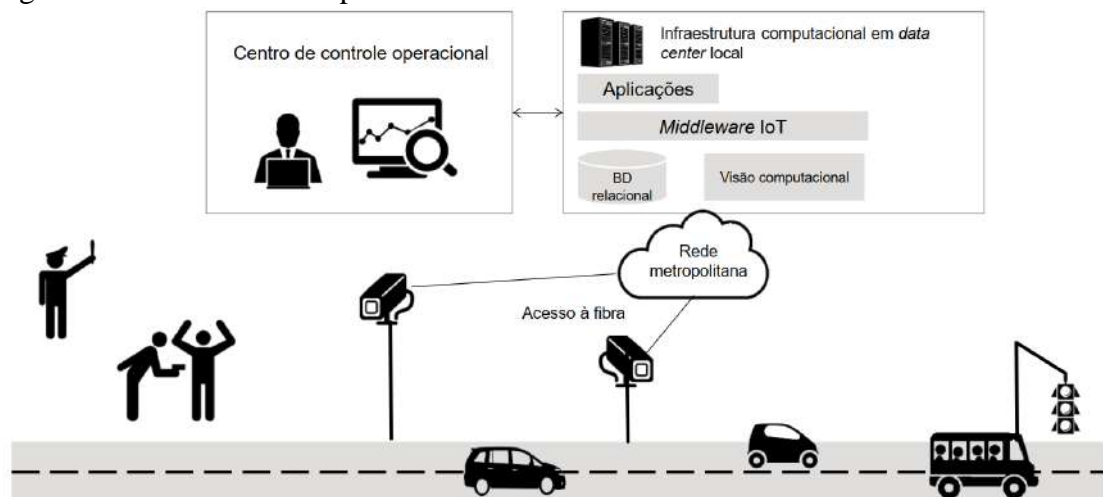 Centro de controle operacional
Infraestrutura computacional em data
center local
Aplicações
Middleware IoT
BD
relacional
Visão computacional
Rede
metropolitana
Acesso à fibra